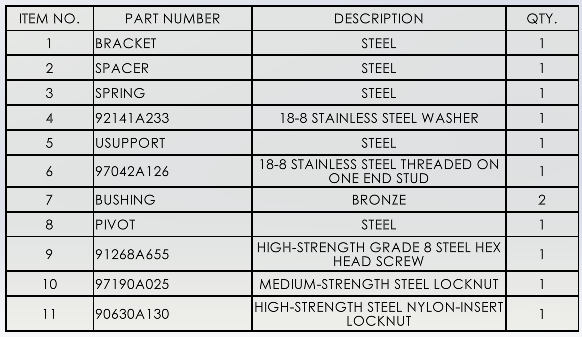 ITEM NO. PART NUMBER DESCRIPTION QTY.
1 BRACKET STEEL 1
2 SPACER STEEL 1
3 SPRING STEEL 1
4 92141A233 18-8 STAINLESS STEEL WASHER 1
5 USUPPORT STEEL 1
6 97042A126 18-8 STAINLESS STEEL THREADED ON 1
ONE END STUD
7 BUSHING BRONZE 2
8 PIVOT STEEL 1
9 91268A655 HIGH-STRENGTH GRADE 8 STEEL HEX 1
HEAD SCREW
10 97190A025 MEDIUM-STRENGTH STEEL LOCKNUT 1
11 90630A130 HIGH-STRENGTH STEEL NYLON-INSERT 1
LOCKNUT